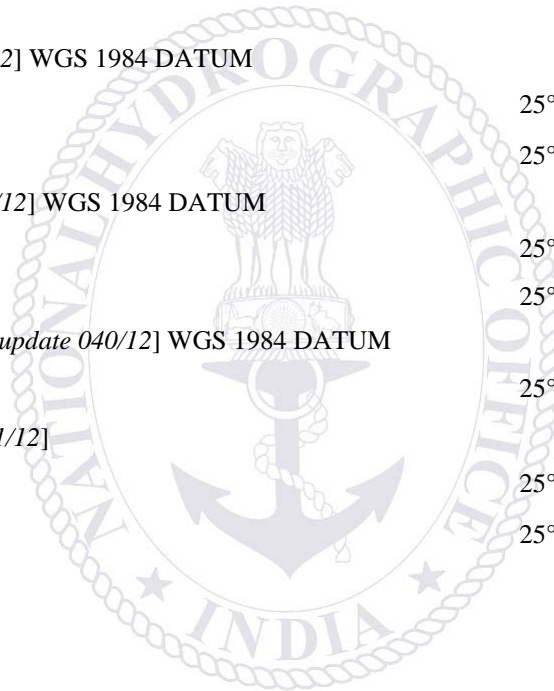 2] WGS 1984 DATUM
25°
25°
/12] WGS 1984 DATUM
25°
25°
update 040/12] WGS 1984 DATUM
25°
1/12]
25°
25°
NATIONAL HYDROGRAPHIC OFFICE
INDIA